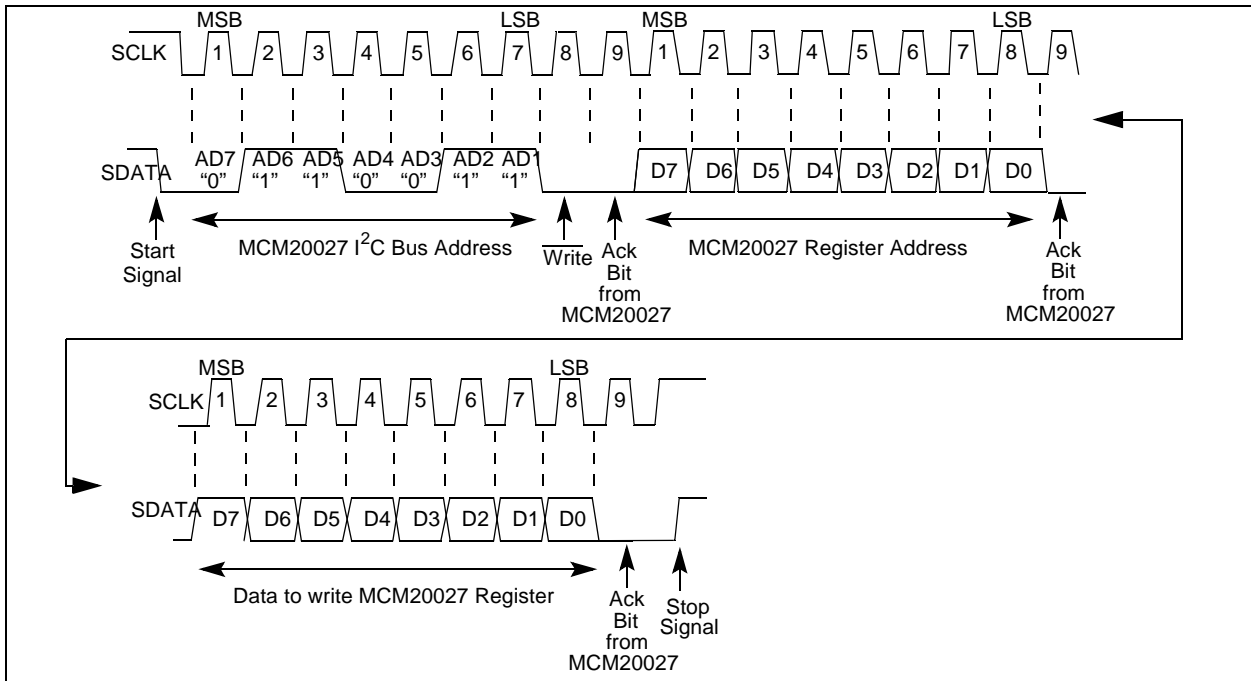 MSB LSB MSB LSB
SCLK 1 2 3 4 5 6 7 8 9 1 2 3 4 5 6 7 8 9
AD7 AD6 AD5 AD4 AD3 AD2 AD1
SDATA “0” “1” “1” “0” “0” “1” “1” D7 D6 D5 D4 D3 D2 D1 D0
Start Signal
MCM20027 I2C Bus Address
Write
Ack
Bit
from
MCM20027
MCM20027 Register Address
Ack
Bit
from
MCM20027
MSB LSB
SCLK 1 2 3 4 5 6 7 8 9
SDATA D7 D6 D5 D4 D3 D2 D1 D0
Data to write MCM20027 Register
Ack
Bit
from
MCM20027
Stop
Signal